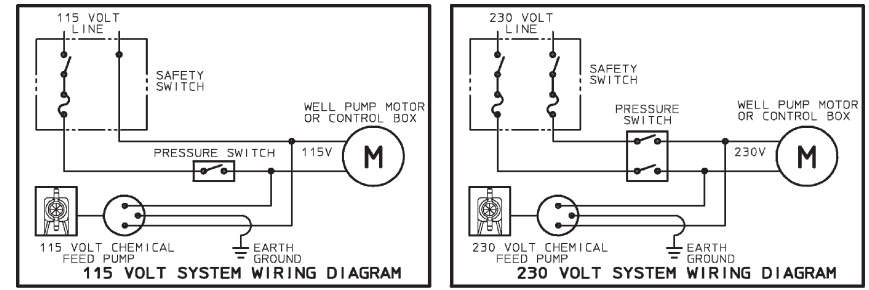 115 VOLT
LINE
SAFETY
SWITCH
WELL PUMP MOTOR
OR CONTROL BOX
PRESSURE SWITCH
115V
M
115 VOLT CHEMICAL
FEED PUMP
EARTH
GROUND
115 VOLT SYSTEM WIRING DIAGRAM
230 VOLT
LINE
SAFETY
SWITCH
PRESSURE
SWITCH
WELL PUMP MOTOR
OR CONTROL BOX
230V
M
230 VOLT CHEMICAL
FEED PUMP
EARTH
GROUND
230 VOLT SYSTEM WIRING DIAGRAM